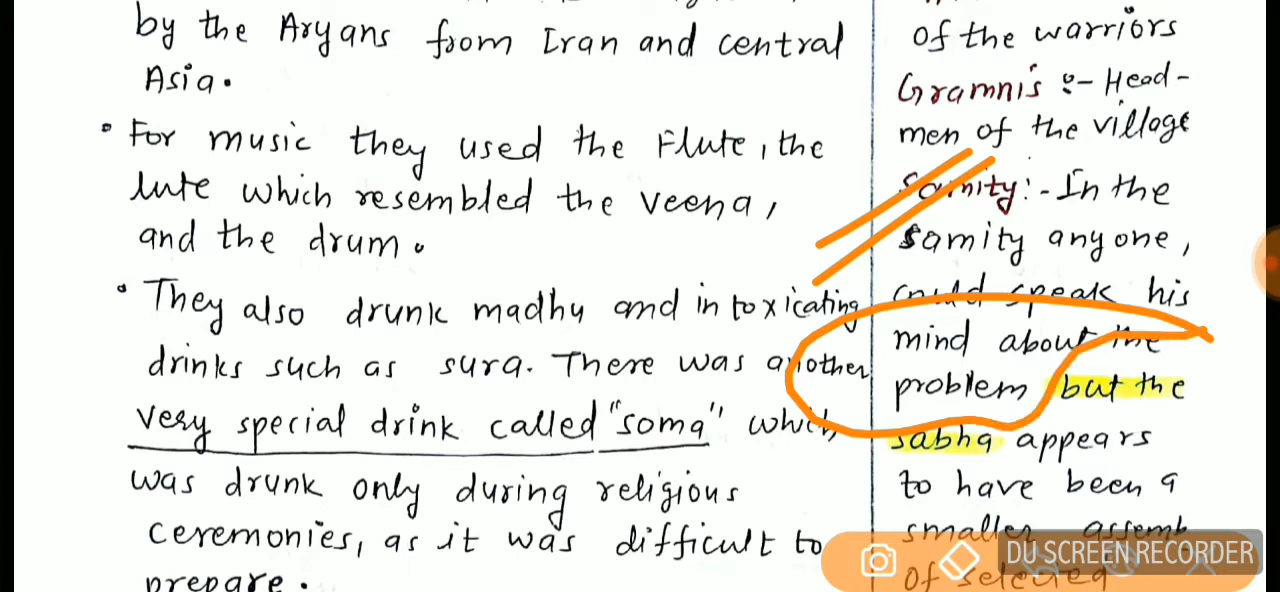 by the Aryans from Iran and central
Asia.
• For music they used the Flute, the
lute which resembled the veena,
and the drum.
• They also drunk madhu and intoxicating
drinks such as sura. There was another
very special drink called "soma" which
was drunk only during religious
ceremonies, as it was difficult to
prepare.
of the warriors
Gramnis :- Head-
men of the village
Samity :- In the
samity anyone,
could speak his
mind about the
problem but the
sabha appears
to have been a
smaller assemb
of selected
DU SCREEN RECORDER